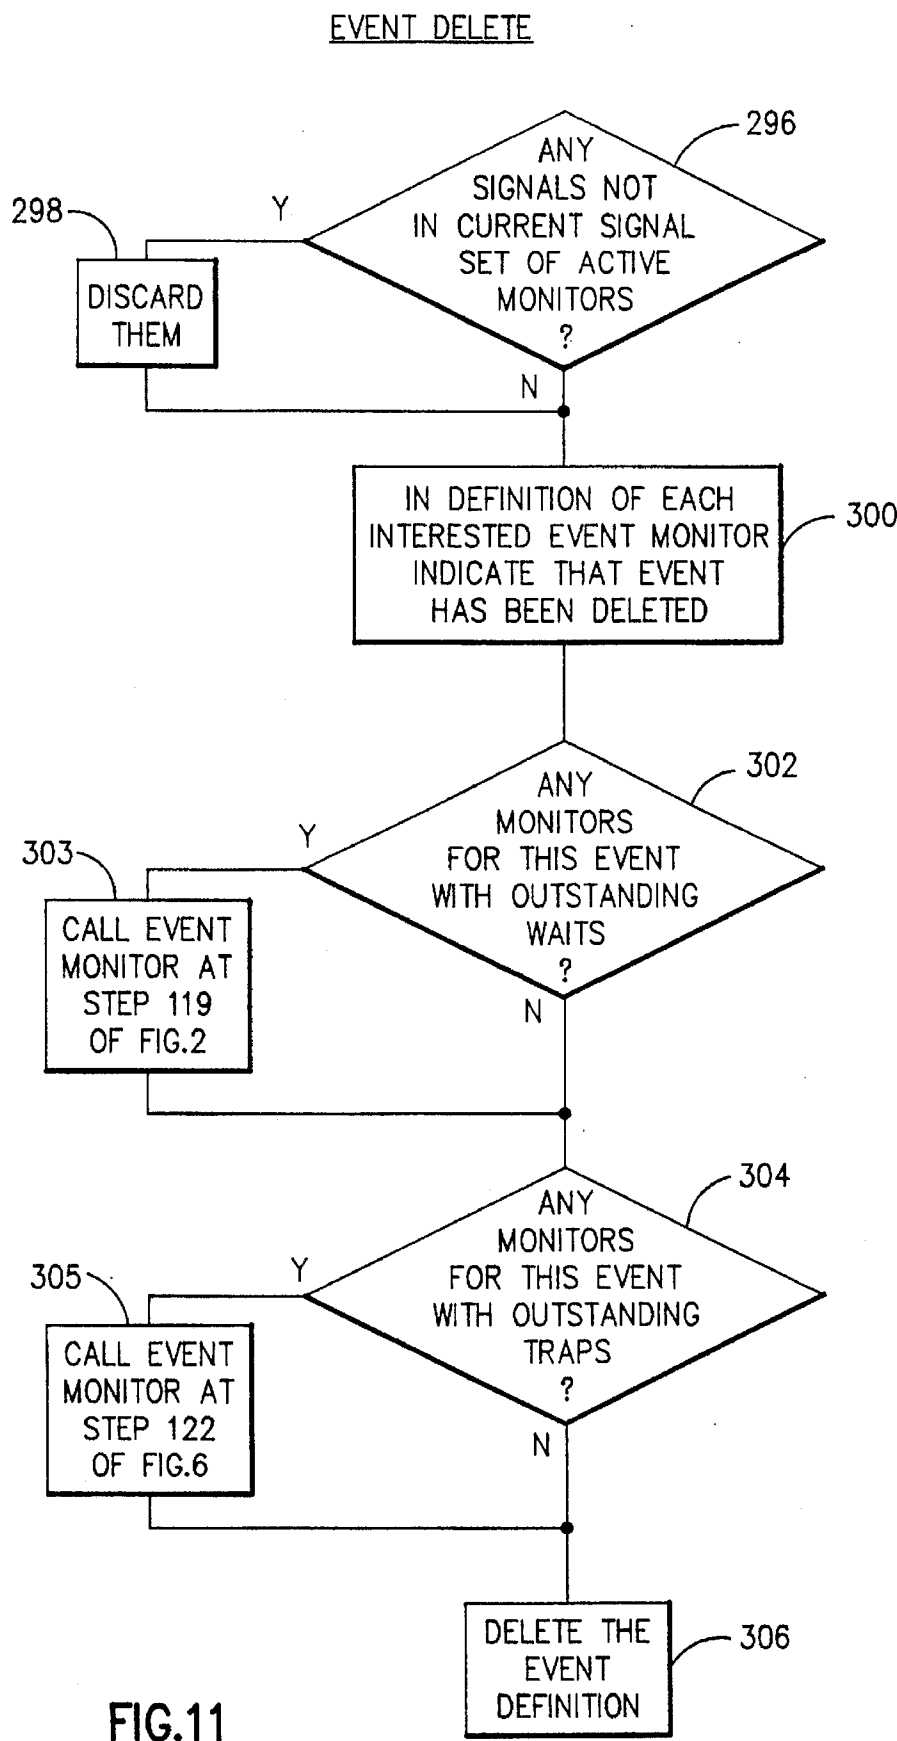 EVENT DELETE
296
ANY
SIGNALS NOT
IN CURRENT SIGNAL
SET OF ACTIVE
MONITORS
?
Y
298
DISCARD
THEM
N
IN DEFINITION OF EACH
INTERESTED EVENT MONITOR
INDICATE THAT EVENT
HAS BEEN DELETED
300
302
ANY
MONITORS
FOR THIS EVENT
WITH OUTSTANDING
WAITS
?
Y
303
CALL EVENT
MONITOR AT
STEP 119
OF FIG.2
N
304
ANY
MONITORS
FOR THIS EVENT
WITH OUTSTANDING
TRAPS
?
Y
305
CALL EVENT
MONITOR AT
STEP 122
OF FIG.6
N
DELETE THE
EVENT
DEFINITION
306
FIG.11